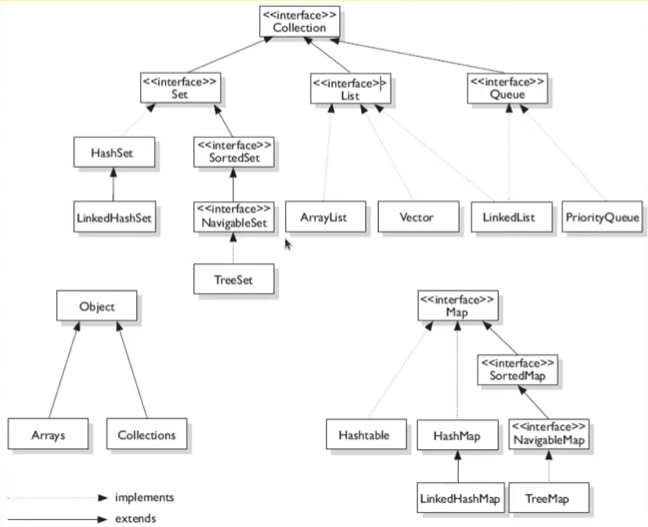 <<interface>>
Collection
<<interface>>
Set
<<interface>>
List
<<interface>>
Queue
HashSet
<<interface>>
SortedSet
LinkedHashSet
<<interface>>
NavigableSet
ArrayList
Vector
LinkedList
PriorityQueue
TreeSet
Object
<<interface>>
Map
<<interface>>
SortedMap
Arrays
Collections
Hashtable
HashMap
<<interface>>
NavigableMap
LinkedHashMap
TreeMap
implements
extends